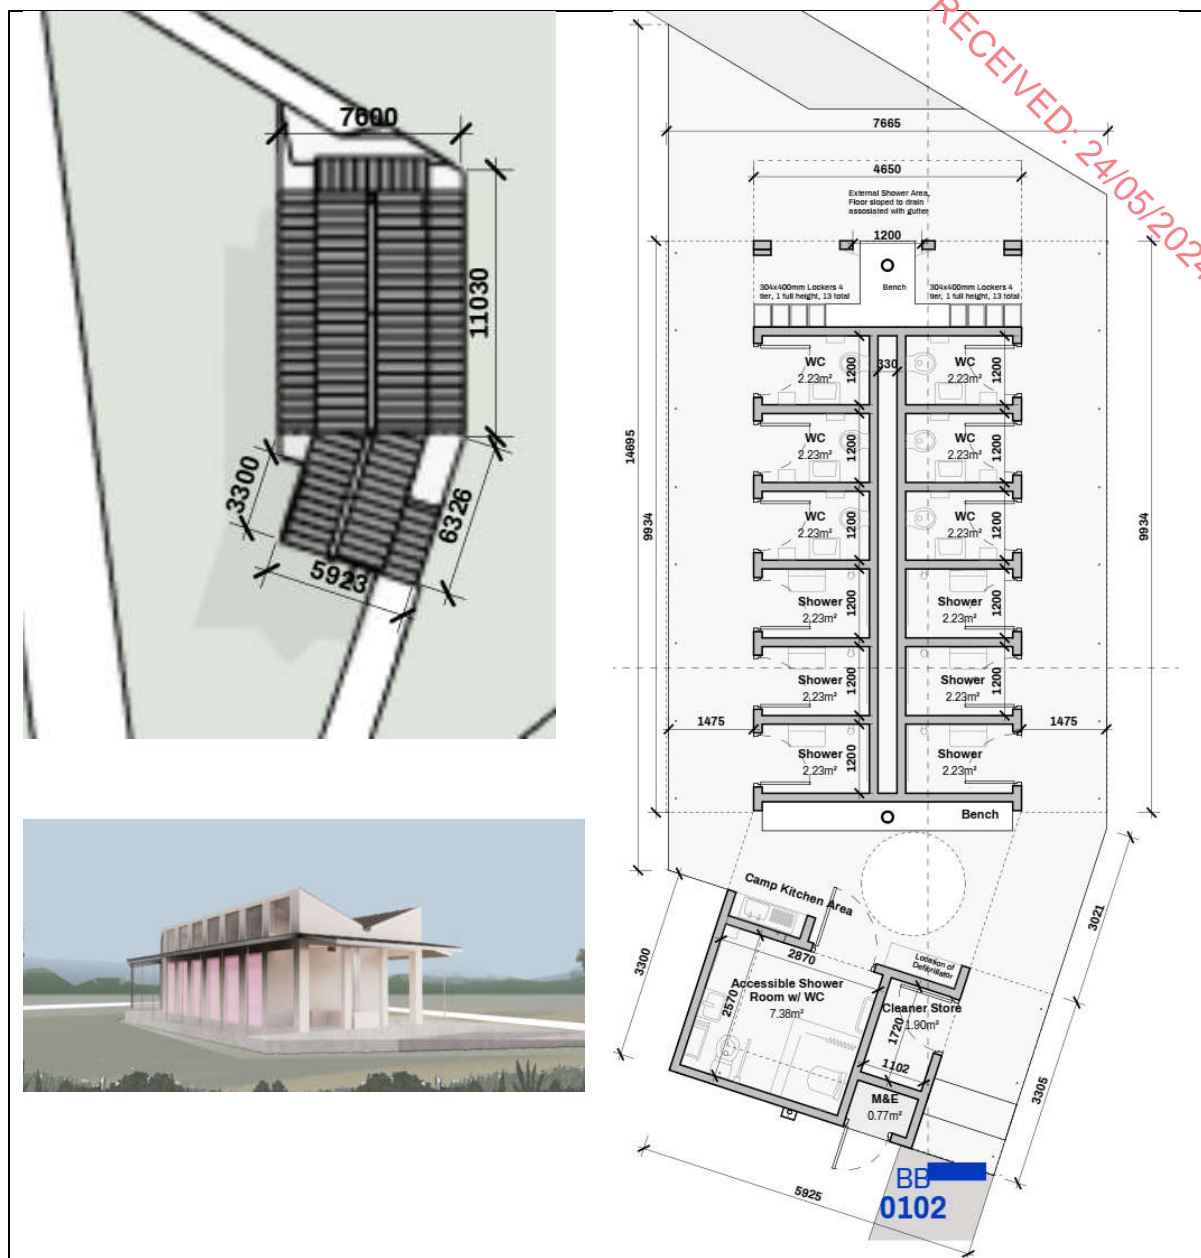 RECEIVED: 24/05/2024
7600
11030
3300
6326
5923
7665
4650
External Shower Area,
Floor sloped to drain
assosiated with gutter
1200
Bench
304x400mm Lockers 4
tier, 1 full height, 13 total
304x400mm Lockers 4
tier, 1 full height, 13 total
WC
2.23m²
1200
330
WC
2.23m²
1200
WC
2.23m²
1200
WC
2.23m²
1200
WC
2.23m²
1200
WC
2.23m²
1200
Shower
2.23m²
1200
Shower
2.23m²
1200
Shower
2.23m²
1200
Shower
2.23m²
1200
Shower
2.23m²
1200
Shower
2.23m²
14695
9934
9934
1475
1475
Bench
Camp Kitchen Area
3021
3300
2870
Location of
Defibrillator
Accessible Shower
Room w/ WC
7.38m²
2570
Cleaner Store
1.90m²
1720
1102
M&E
0.77m²
3305
5925
BB
0102